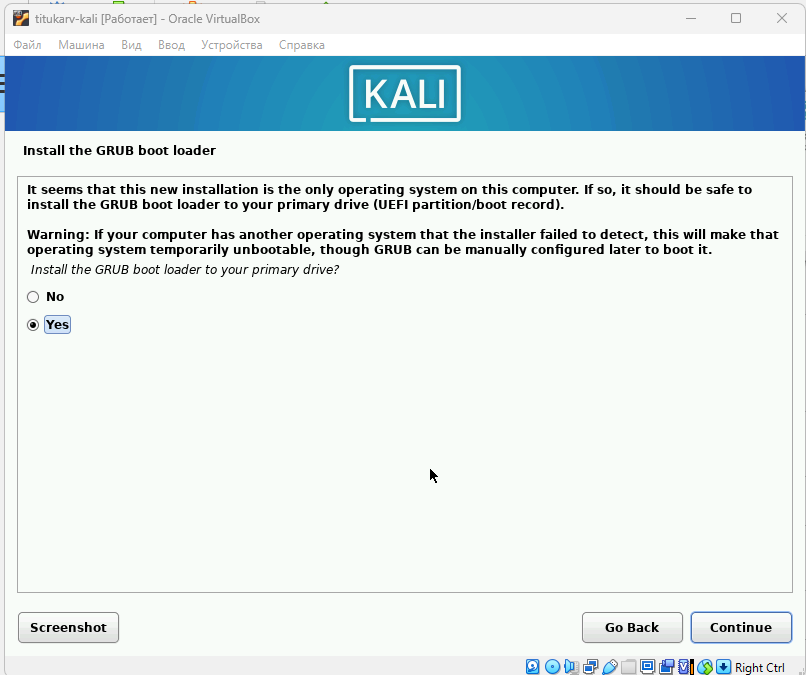 titukarv-kali [Работает] - Oracle VirtualBox
Файл Машина Вид Ввод Устройства Справка
KALI
Install the GRUB boot loader
It seems that this new installation is the only operating system on this computer. If so, it should be safe to
install the GRUB boot loader to your primary drive (UEFI partition/boot record).
Warning: If your computer has another operating system that the installer failed to detect, this will make that
operating system temporarily unbootable, though GRUB can be manually configured later to boot it.
Install the GRUB boot loader to your primary drive?
No
Yes
Screenshot Go Back Continue
Right Ctrl